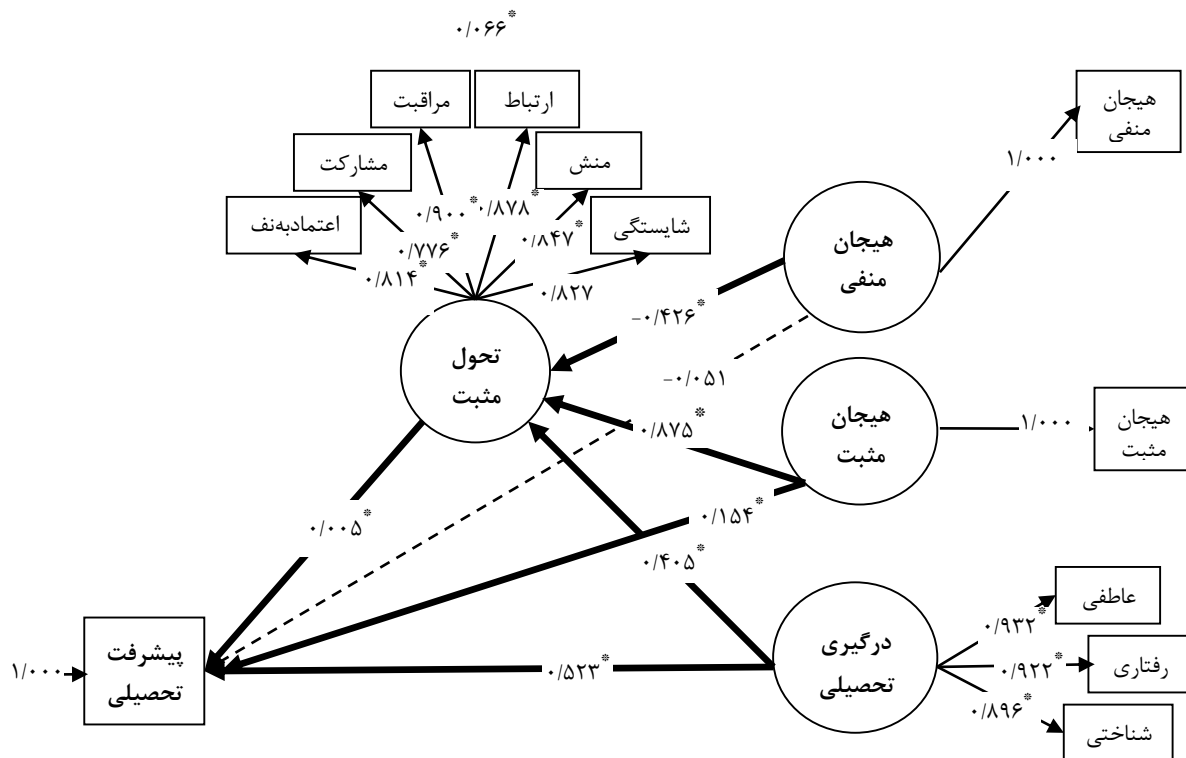 ۰/۰۶۶*
مراقبت
ارتباط
هیجان
منفی
مشارکت
منش
۱/۰۰۰
اعتمادبه‌نف
شایستگی
۰/۹۰۰*
۰/۸۷۸*
۰/۷۷۶*
۰/۸۴۷*
۰/۸۱۴*
۰/۸۲۷
هیجان
منفی
-۰/۴۲۶*
تحول
مثبت
-۰/۰۵۱
هیجان
مثبت
۰/۸۷۵*
۱/۰۰۰
هیجان
مثبت
۰/۰۰۵*
۰/۱۵۴*
۰/۴۰۵*
عاطفی
۰/۹۳۲*
درگیری
تحصیلی
۰/۹۲۲*
رفتاری
۰/۸۹۶*
شناختی
۰/۵۲۳*
پیشرفت
تحصیلی
۱/۰۰۰